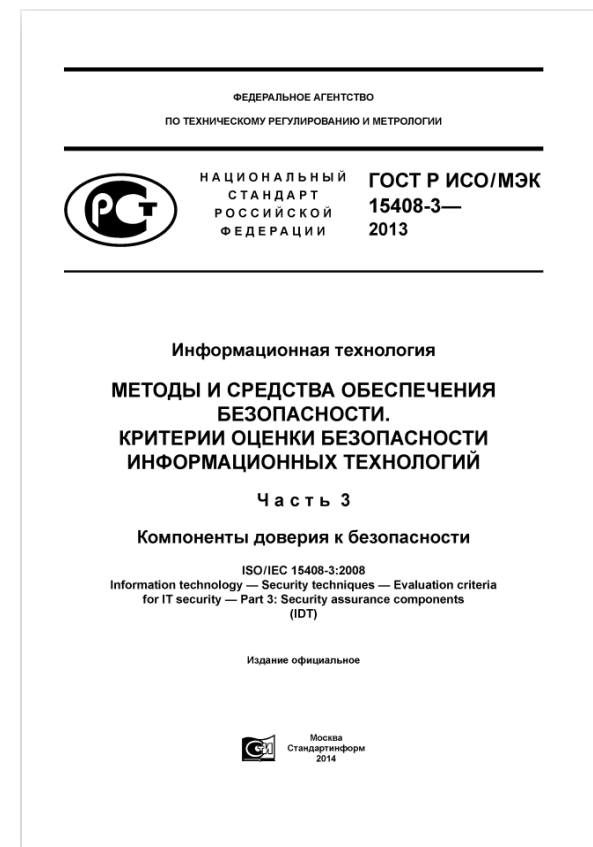 ФЕДЕРАЛЬНОЕ АГЕНТСТВО
ПО ТЕХНИЧЕСКОМУ РЕГУЛИРОВАНИЮ И МЕТРОЛОГИИ
РСТ
НАЦИОНАЛЬНЫЙ
СТАНДАРТ
РОССИЙСКОЙ
ФЕДЕРАЦИИ
ГОСТ Р ИСО/МЭК
15408-3—
2013
Информационная технология
МЕТОДЫ И СРЕДСТВА ОБЕСПЕЧЕНИЯ
БЕЗОПАСНОСТИ.
КРИТЕРИИ ОЦЕНКИ БЕЗОПАСНОСТИ
ИНФОРМАЦИОННЫХ ТЕХНОЛОГИЙ
Часть 3
Компоненты доверия к безопасности
ISO/IEC 15408-3:2008
Information technology — Security techniques — Evaluation criteria
for IT security — Part 3: Security assurance components
(IDT)
Издание официальное
Москва
Стандартинформ
2014